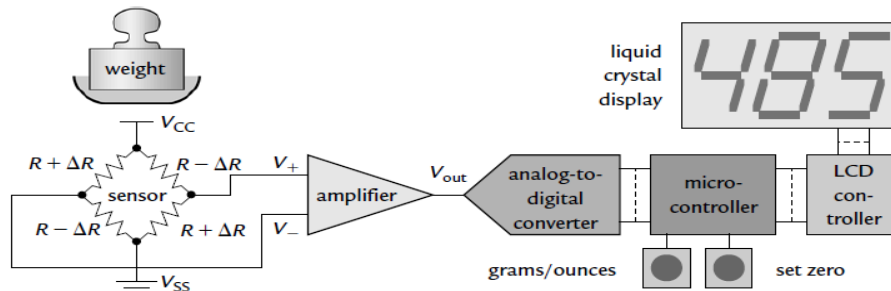 weight
liquid
crystal
display
485
V_CC
R + ΔR
R − ΔR
sensor
R − ΔR
R + ΔR
V_SS
V_+
V_−
amplifier
V_out
analog-to-
digital
converter
micro-
controller
LCD
con-
troller
grams/ounces
set zero